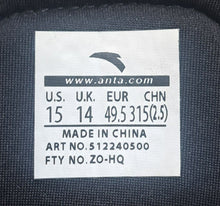 www.anta.com
U.S. U.K. EUR CHN
15 14 49.5 315(2.5)
MADE IN CHINA
ART NO. 512240500
FTY NO. ZO-HQ